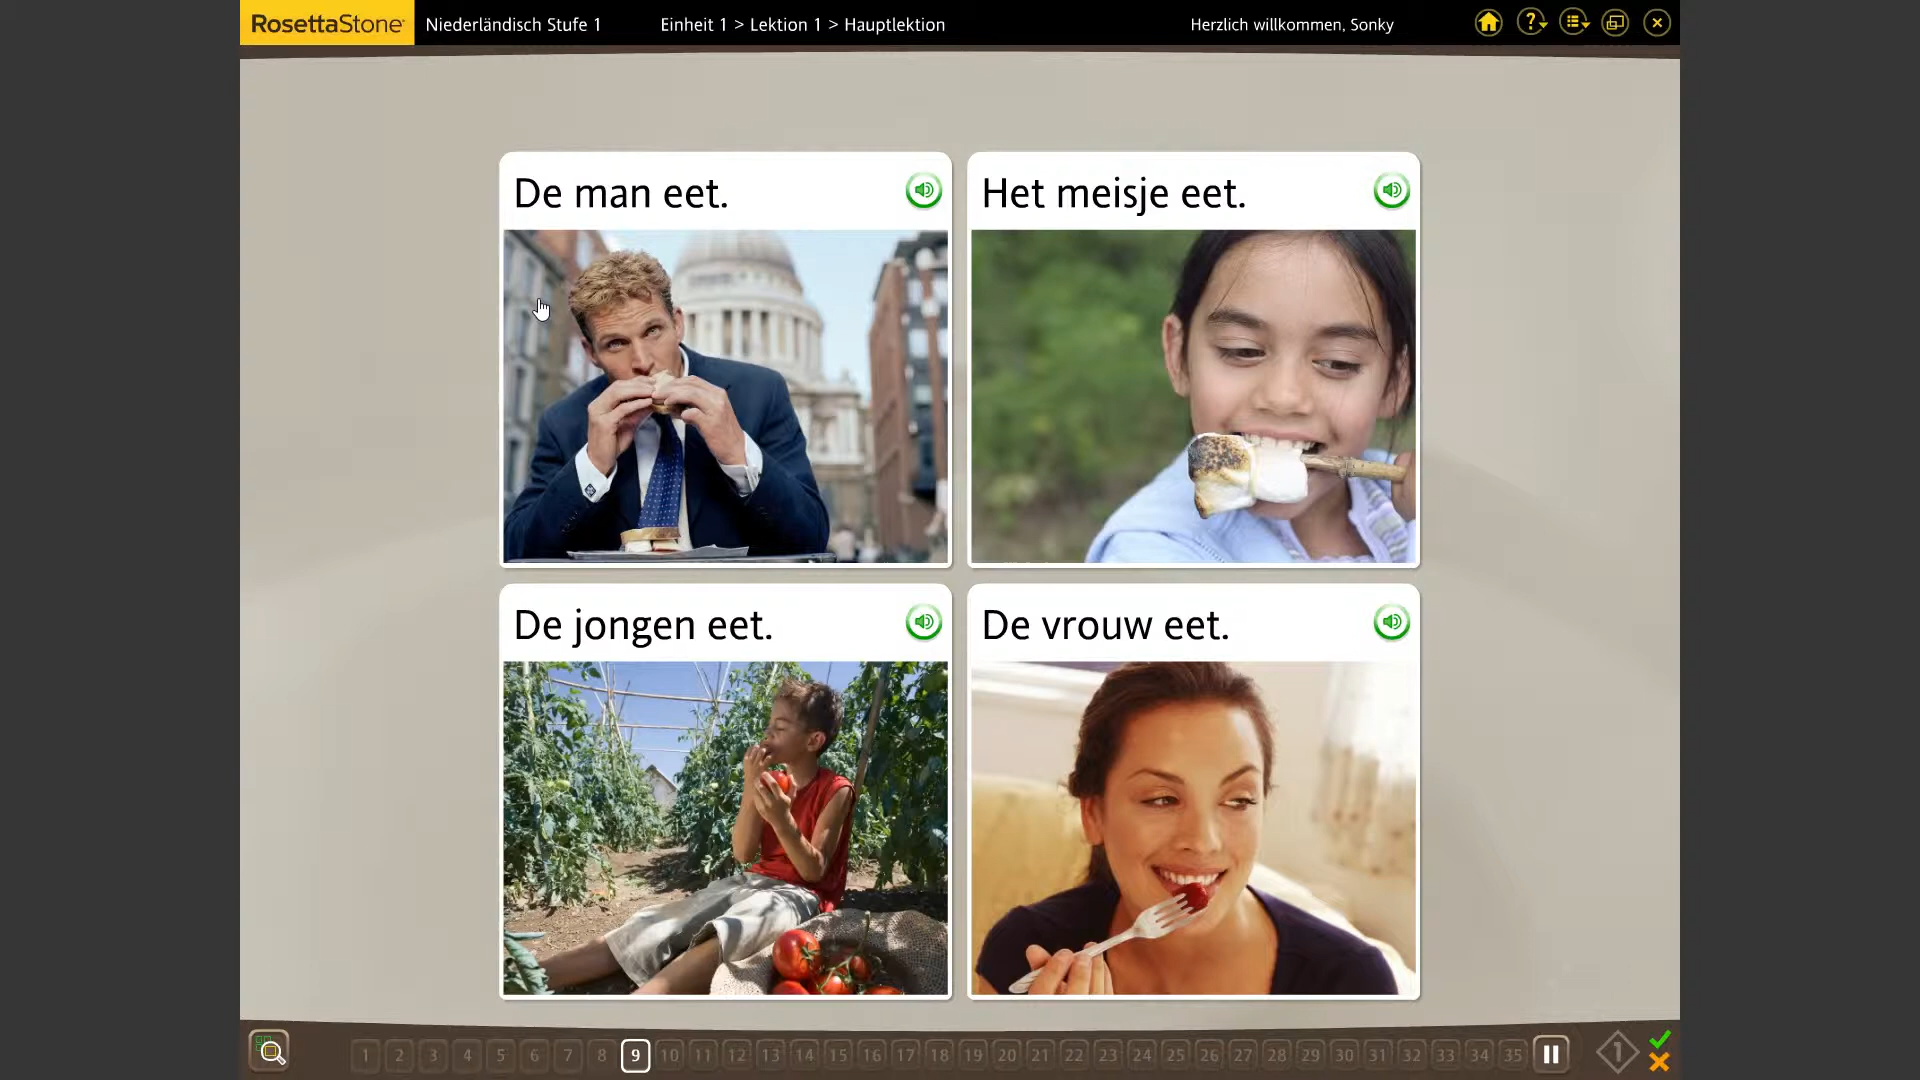 RosettaStone
Niederländisch Stufe 1
Einheit 1 > Lektion 1 > Hauptlektion
Herzlich willkommen, Sonky
De man eet.
Het meisje eet.
De jongen eet.
De vrouw eet.
1 2 3 4 5 6 7 8 9 10 11 12 13 14 15 16 17 18 19 20 21 22 23 24 25 26 27 28 29 30 31 32 33 34 35
1